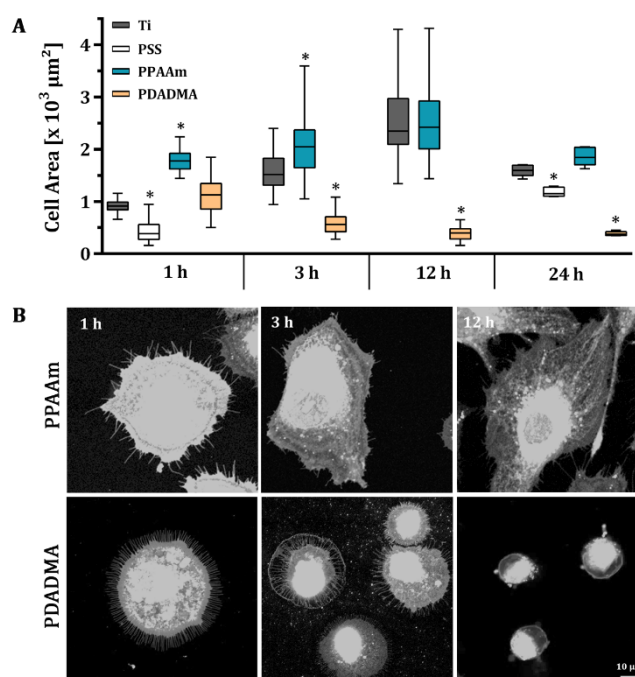 A
Ti
PSS
PPAAm
PDADMA
Cell Area [x 10³ µm²]
4
3
2
1
0
*
*
*
*
*
*
*
1 h
3 h
12 h
24 h
B
1 h
3 h
12 h
PPAAm
PDADMA
10